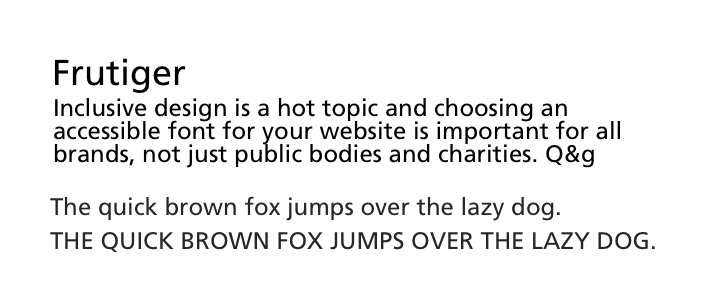 Frutiger
Inclusive design is a hot topic and choosing an
accessible font for your website is important for all
brands, not just public bodies and charities. Q&g
The quick brown fox jumps over the lazy dog.
THE QUICK BROWN FOX JUMPS OVER THE LAZY DOG.